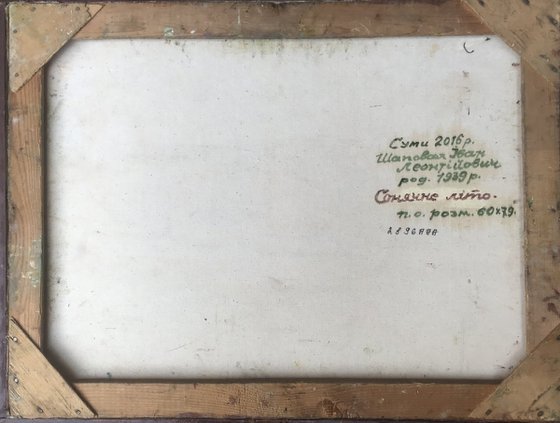 Суми 2016р.
Шаповал Іван
Леонтійович
род. 1939р.
Сонячне літо.
п.о. розм. 60х79.